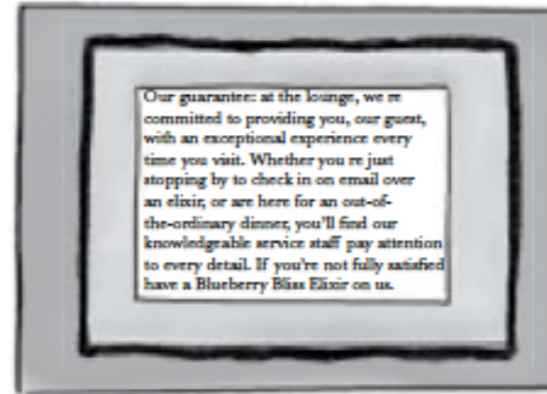 Our guarantee: at the lounge, we re
committed to providing you, our guest,
with an exceptional experience every
time you visit. Whether you re just
stopping by to check in on email over
an elixir, or are here for an out-of-
the-ordinary dinner, you'll find our
knowledgeable service staff pay attention
to every detail. If you're not fully satisfied
have a Blueberry Bliss Elixir on us.